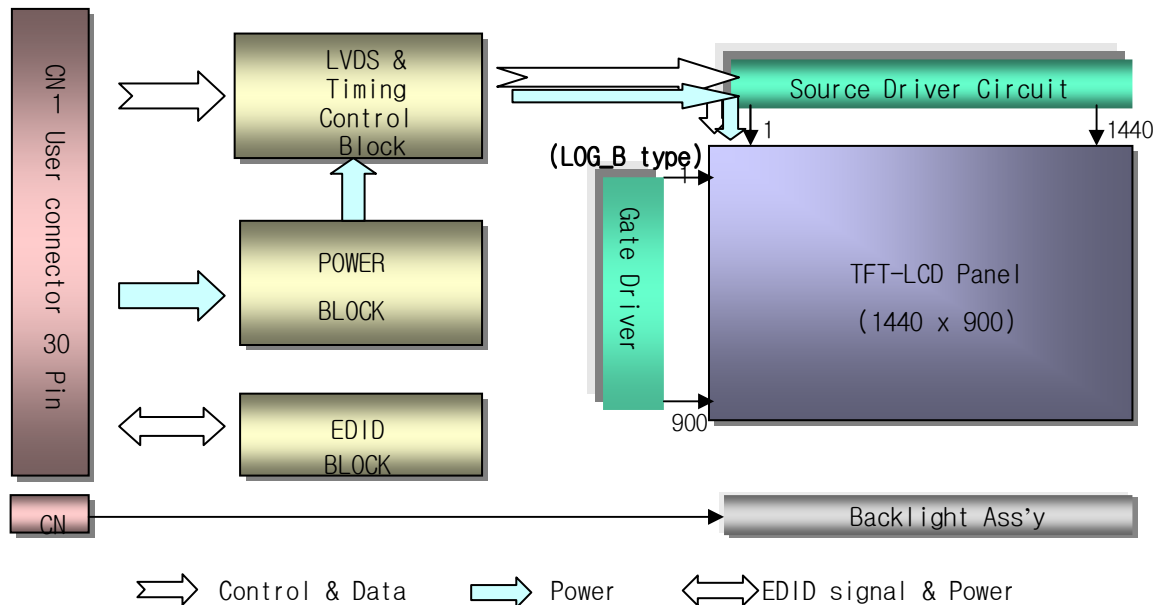 CN1 User connector 30 Pin
LVDS &
Timing
Control
Block
Source Driver Circuit
1
1440
(LOG_B type)
1
Gate Driver
900
TFT-LCD Panel
(1440 x 900)
POWER
BLOCK
EDID
BLOCK
CN
Backlight Ass'y
Control & Data
Power
EDID signal & Power